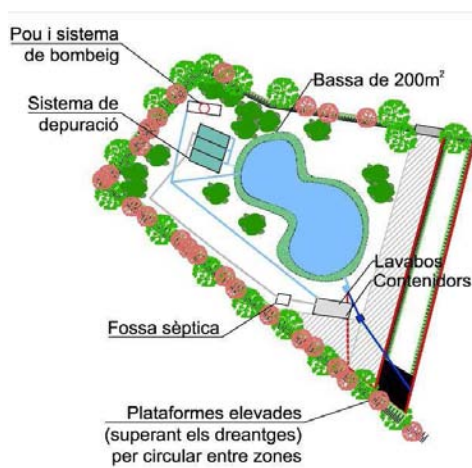 Pou i sistema
de bombeig
Bassa de 200m²
Sistema de
depuració
Lavabos
Contenidors
Fossa sèptica
Plataformes elevades
(superant els dreantges)
per circular entre zones